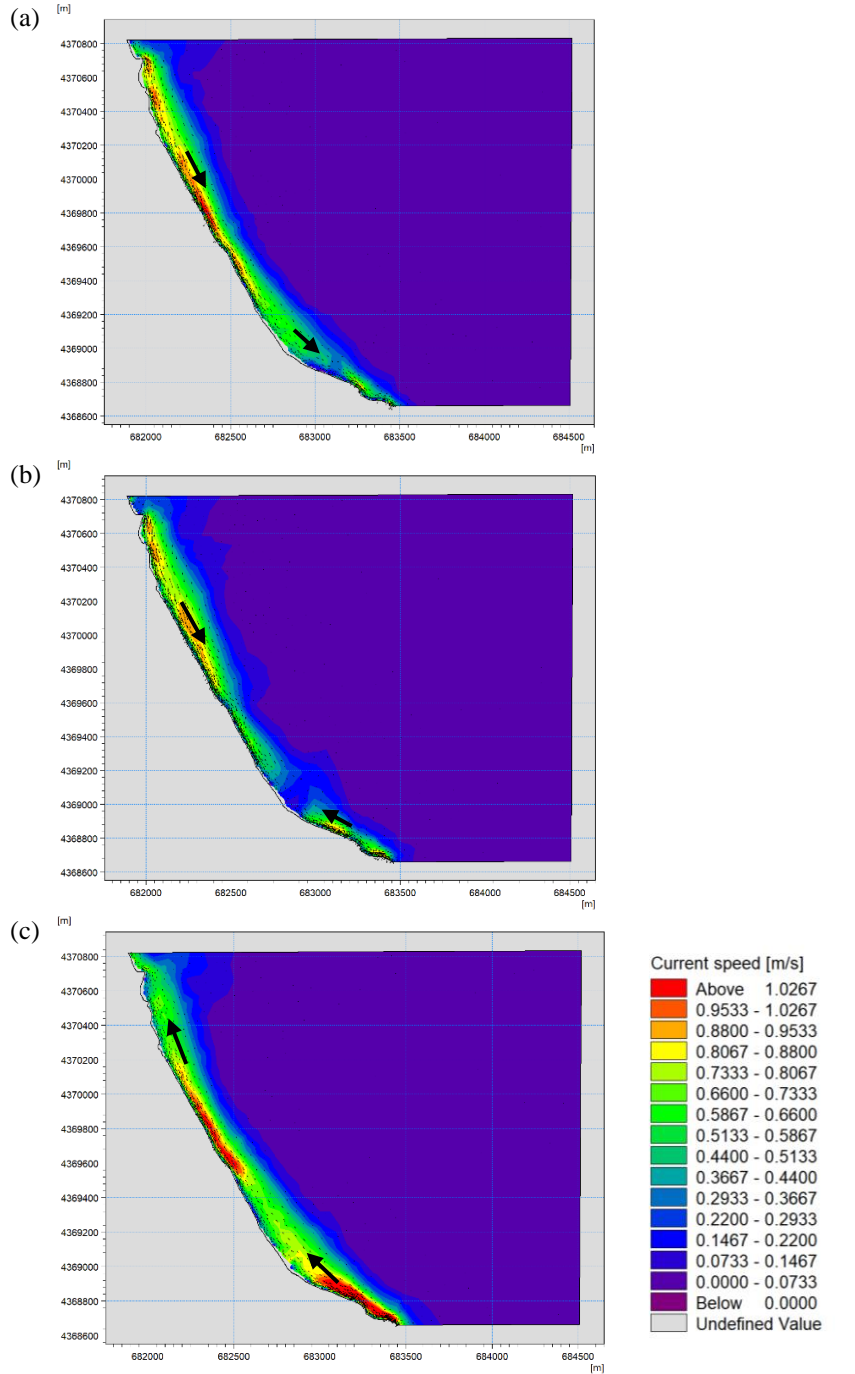 (a)
[m]
4370800
4370600
4370400
4370200
4370000
4369800
4369600
4369400
4369200
4369000
4368800
4368600
682000 682500 683000 683500 684000 684500
[m]
(b)
[m]
4370800
4370600
4370400
4370200
4370000
4369800
4369600
4369400
4369200
4369000
4368800
4368600
682000 682500 683000 683500 684000 684500
[m]
(c)
[m]
4370800
4370600
4370400
4370200
4370000
4369800
4369600
4369400
4369200
4369000
4368800
4368600
682000 682500 683000 683500 684000 684500
[m]
Current speed [m/s]
Above 1.0267
0.9533 - 1.0267
0.8800 - 0.9533
0.8067 - 0.8800
0.7333 - 0.8067
0.6600 - 0.7333
0.5867 - 0.6600
0.5133 - 0.5867
0.4400 - 0.5133
0.3667 - 0.4400
0.2933 - 0.3667
0.2200 - 0.2933
0.1467 - 0.2200
0.0733 - 0.1467
0.0000 - 0.0733
Below 0.0000
Undefined Value